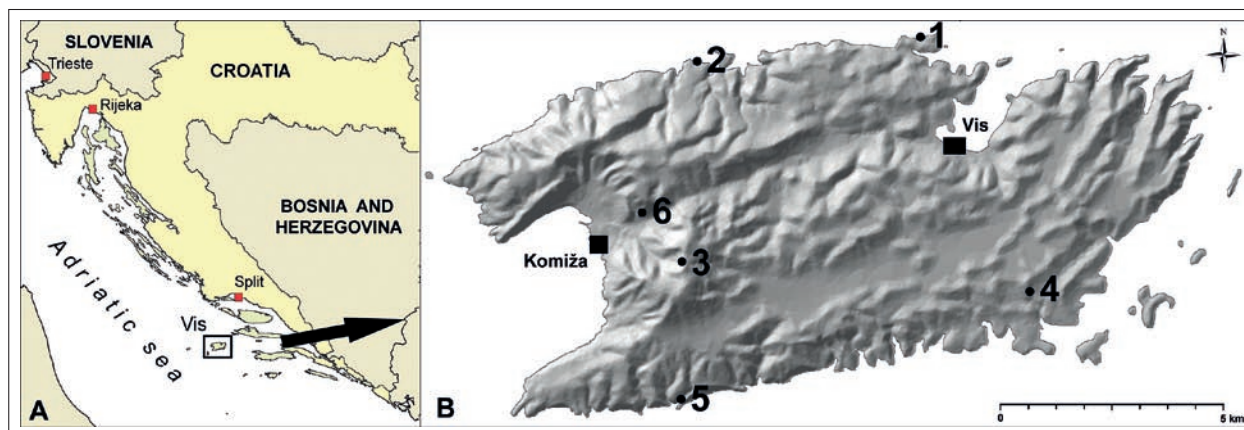 SLOVENIA
Trieste
CROATIA
Rijeka
BOSNIA AND
HERZEGOVINA
Adriatic sea
Split
Vis
A
1
2
N
Vis
6
Komiža
3
4
5
B
0
5 km